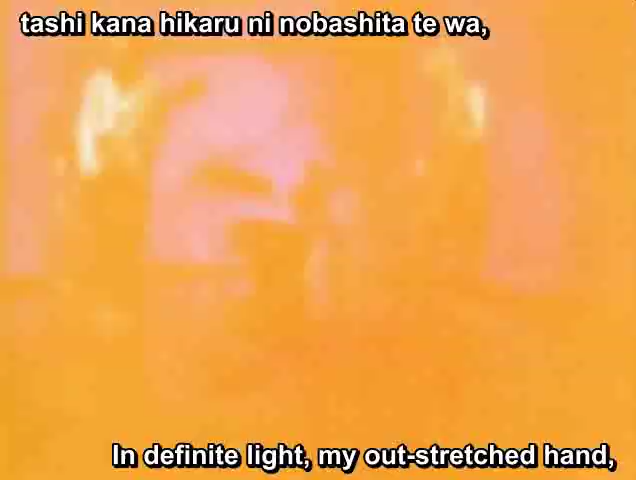 tashi kana hikaru ni nobashita te wa,
In definite light, my out-stretched hand,